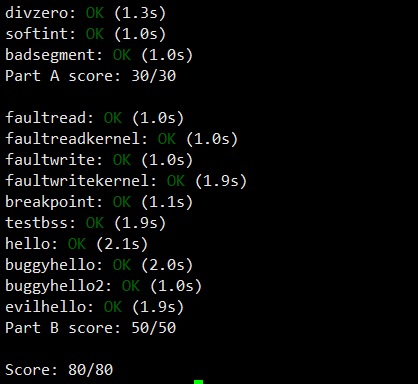 divzero: OK (1.3s)
softint: OK (1.0s)
badsegment: OK (1.0s)
Part A score: 30/30
faultread: OK (1.0s)
faultreadkernel: OK (1.0s)
faultwrite: OK (1.0s)
faultwritekernel: OK (1.9s)
breakpoint: OK (1.1s)
testbss: OK (1.9s)
hello: OK (2.1s)
buggyhello: OK (2.0s)
buggyhello2: OK (1.0s)
evilhello: OK (1.9s)
Part B score: 50/50
Score: 80/80